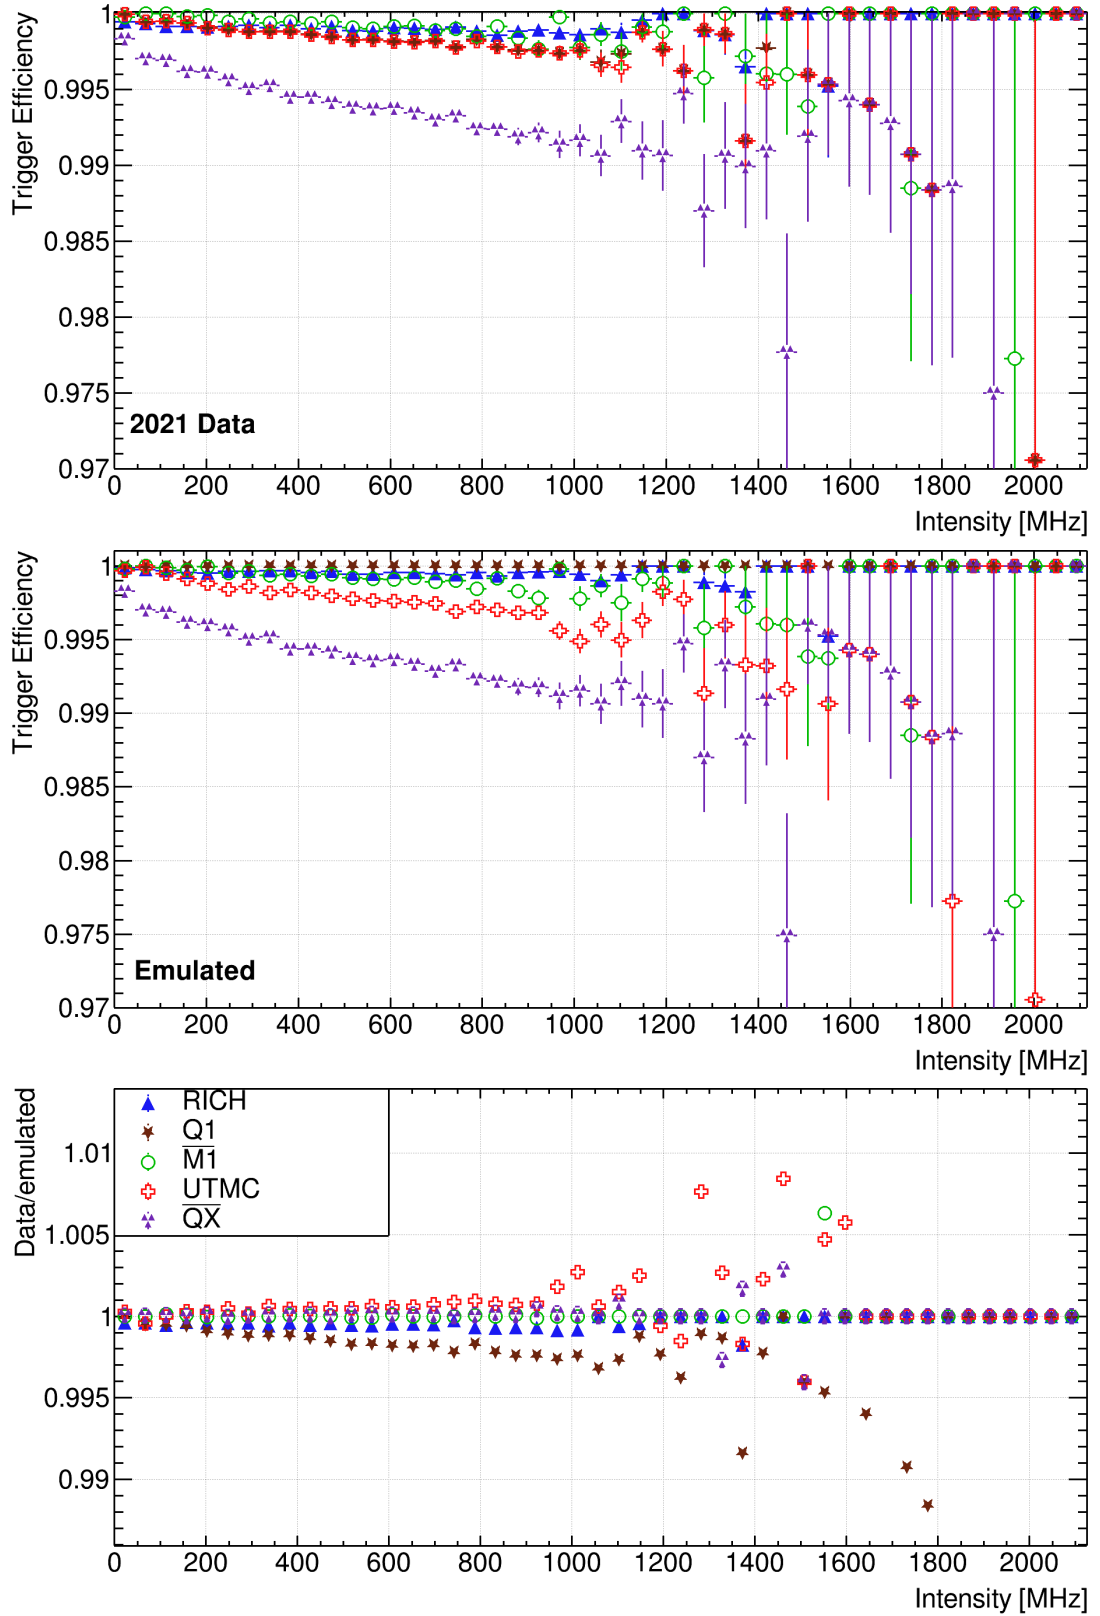 Trigger Efficiency
1
0.995
0.99
0.985
0.98
0.975
0.97
2021 Data
0 200 400 600 800 1000 1200 1400 1600 1800 2000
Intensity [MHz]
Trigger Efficiency
1
0.995
0.99
0.985
0.98
0.975
0.97
Emulated
0 200 400 600 800 1000 1200 1400 1600 1800 2000
Intensity [MHz]
Data/emulated
RICH
Q1
M1
UTMC
QX
1.01
1.005
1
0.995
0.99
0 200 400 600 800 1000 1200 1400 1600 1800 2000
Intensity [MHz]